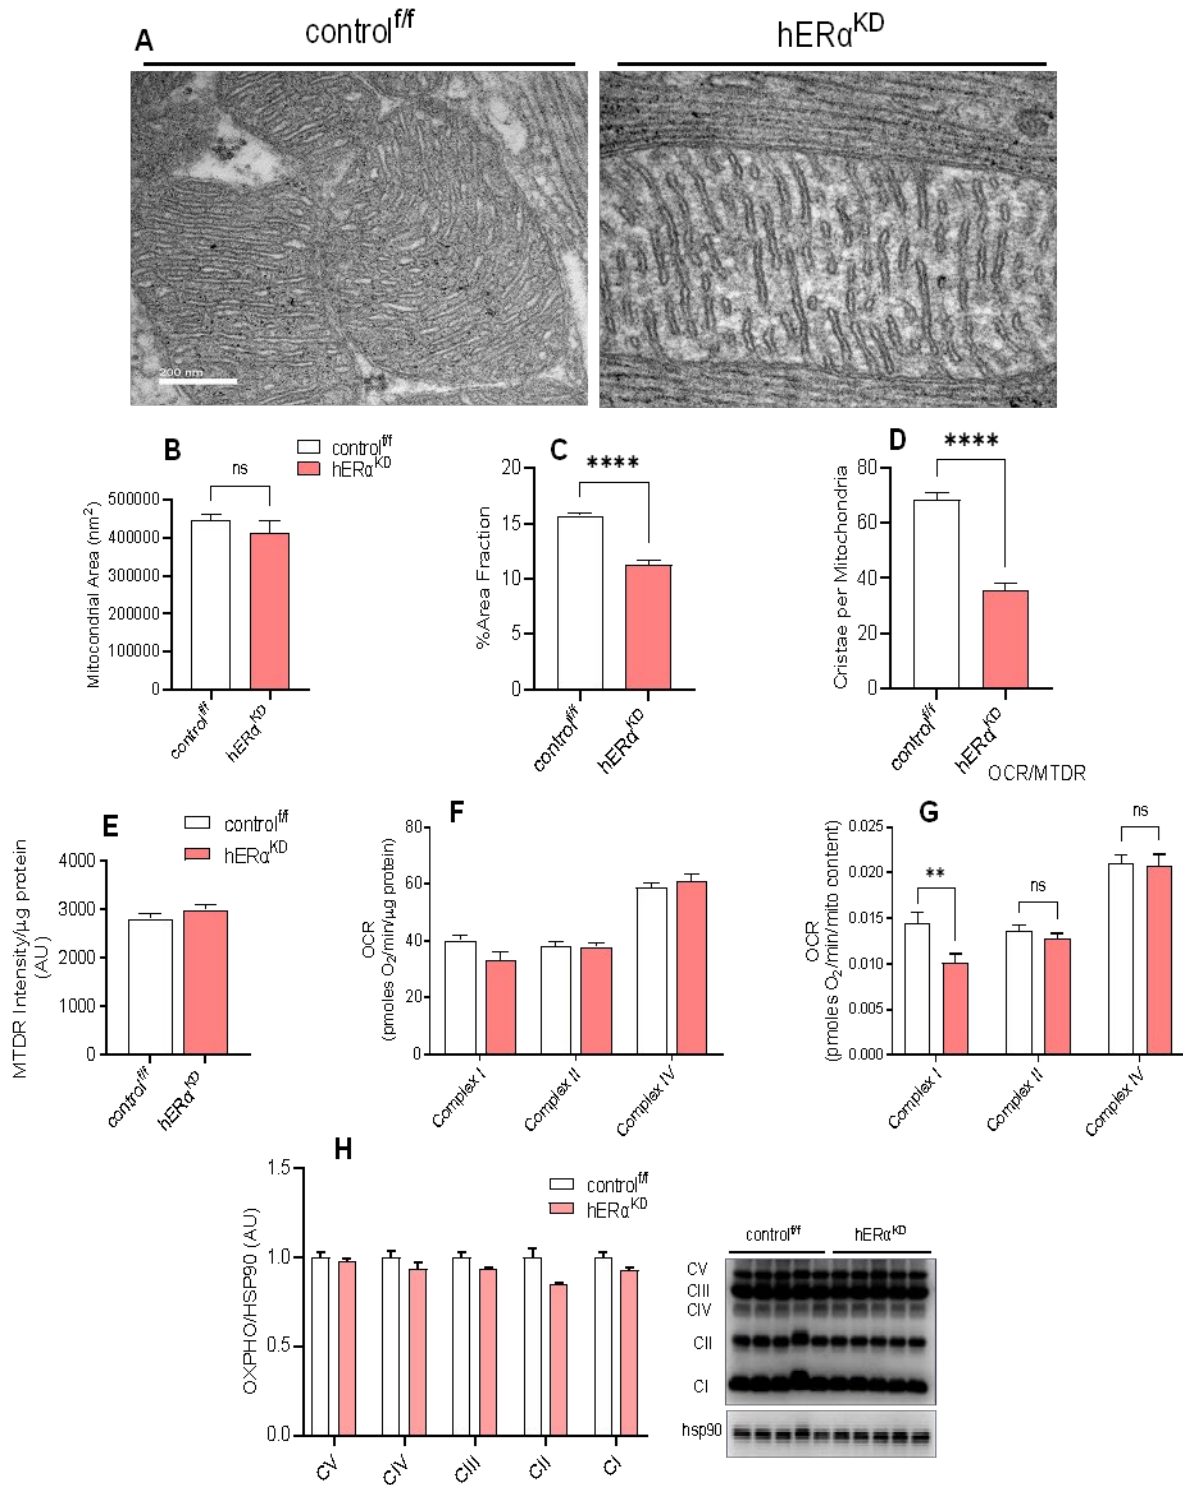 A
control^f/f
hERα^KD
200 nm
B
control^f/f
hERα^KD
ns
Mitocondrial Area (nm²)
500000
400000
300000
200000
100000
0
control^f/f
hERα^KD
C
****
%Area Fraction
20
15
10
5
0
control^f/f
hERα^KD
D
****
Cristae per Mitochondria
80
60
40
20
0
control^f/f
hERα^KD
E
control^f/f
hERα^KD
MTDR Intensity/µg protein
(AU)
4000
3000
2000
1000
0
control^f/f
hERα^KD
F
OCR
(pmoles O₂/min/µg protein)
80
60
40
20
0
Complex I
Complex II
Complex IV
OCR/MTDR
G
OCR
(pmoles O₂/min/mito content)
0.025
0.020
0.015
0.010
0.005
0.000
**
ns
ns
Complex I
Complex II
Complex IV
H
control^f/f
hERα^KD
OXPHO/HSP90 (AU)
1.5
1.0
0.5
0.0
CV
CIV
CIII
CII
CI
control^f/f
hERα^KD
CV
CIII
CIV
CII
CI
hsp90